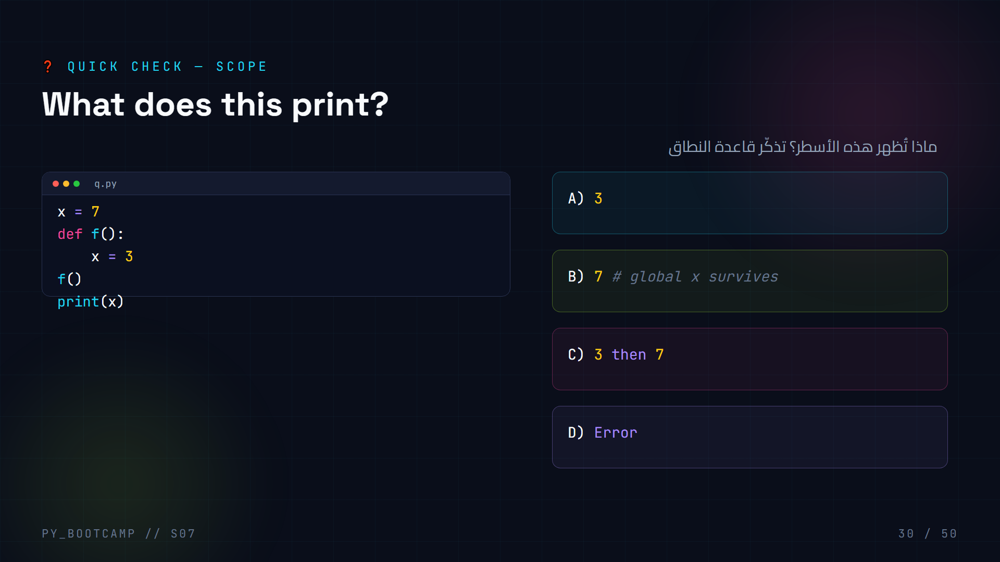 ❓ QUICK CHECK — SCOPE
What does this print?
ماذا تُظهر هذه الأسطر؟ تذكّر قاعدة النطاق
q.py
x = 7
def f():
    x = 3
f()
print(x)
A) 3
B) 7 # global x survives
C) 3 then 7
D) Error
PY_BOOTCAMP // S07
30 / 50